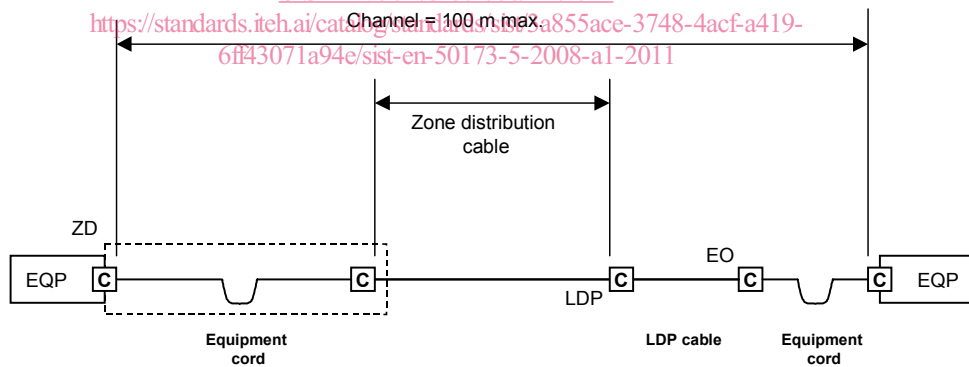 Channel = 100 m max.
https://standards.iteh.ai/catalog/standards/sist/3a855ace-3748-4acf-a419-
6ff43071a94e/sist-en-50173-5-2008-a1-2011
Zone distribution
cable
ZD
EQP
C
C
LDP
C
EO
C
C
EQP
Equipment
cord
LDP cable
Equipment
cord